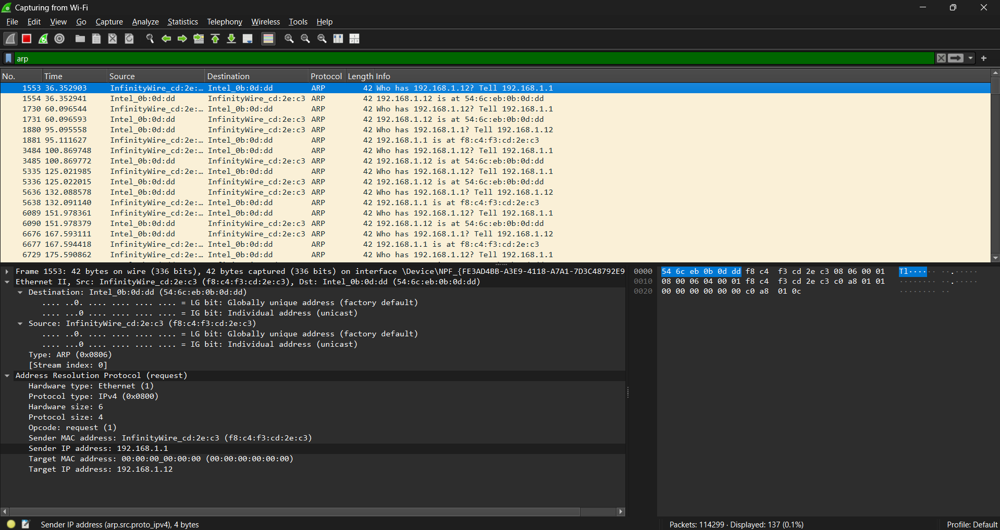 Capturing from Wi-Fi
File Edit View Go Capture Analyze Statistics Telephony Wireless Tools Help
arp
No. Time Source Destination Protocol Length Info
1553 36.352903 InfinityWire_cd:2e:… Intel_0b:0d:dd ARP 42 Who has 192.168.1.12? Tell 192.168.1.1
1554 36.352941 Intel_0b:0d:dd InfinityWire_cd:2e:c3 ARP 42 192.168.1.12 is at 54:6c:eb:0b:0d:dd
1730 60.096544 InfinityWire_cd:2e:… Intel_0b:0d:dd ARP 42 Who has 192.168.1.12? Tell 192.168.1.1
1731 60.096593 Intel_0b:0d:dd InfinityWire_cd:2e:c3 ARP 42 192.168.1.12 is at 54:6c:eb:0b:0d:dd
1880 95.095558 Intel_0b:0d:dd InfinityWire_cd:2e:c3 ARP 42 Who has 192.168.1.1? Tell 192.168.1.12
1881 95.111627 InfinityWire_cd:2e:… Intel_0b:0d:dd ARP 42 192.168.1.1 is at f8:c4:f3:cd:2e:c3
3484 100.869748 InfinityWire_cd:2e:… Intel_0b:0d:dd ARP 42 Who has 192.168.1.12? Tell 192.168.1.1
3485 100.869772 Intel_0b:0d:dd InfinityWire_cd:2e:c3 ARP 42 192.168.1.12 is at 54:6c:eb:0b:0d:dd
5335 125.021985 InfinityWire_cd:2e:… Intel_0b:0d:dd ARP 42 Who has 192.168.1.12? Tell 192.168.1.1
5336 125.022015 Intel_0b:0d:dd InfinityWire_cd:2e:c3 ARP 42 192.168.1.12 is at 54:6c:eb:0b:0d:dd
5636 132.088578 Intel_0b:0d:dd InfinityWire_cd:2e:c3 ARP 42 Who has 192.168.1.1? Tell 192.168.1.12
5638 132.091140 InfinityWire_cd:2e:… Intel_0b:0d:dd ARP 42 192.168.1.1 is at f8:c4:f3:cd:2e:c3
6089 151.978361 InfinityWire_cd:2e:… Intel_0b:0d:dd ARP 42 Who has 192.168.1.12? Tell 192.168.1.1
6090 151.978379 Intel_0b:0d:dd InfinityWire_cd:2e:c3 ARP 42 192.168.1.12 is at 54:6c:eb:0b:0d:dd
6676 167.593111 Intel_0b:0d:dd InfinityWire_cd:2e:c3 ARP 42 Who has 192.168.1.1? Tell 192.168.1.12
6677 167.594418 InfinityWire_cd:2e:… Intel_0b:0d:dd ARP 42 192.168.1.1 is at f8:c4:f3:cd:2e:c3
6729 175.590862 InfinityWire_cd:2e:… Intel_0b:0d:dd ARP 42 Who has 192.168.1.12? Tell 192.168.1.1
Frame 1553: 42 bytes on wire (336 bits), 42 bytes captured (336 bits) on interface \Device\NPF_{FE3AD4BB-A3E9-4118-A7A1-7D3C48792E9
Ethernet II, Src: InfinityWire_cd:2e:c3 (f8:c4:f3:cd:2e:c3), Dst: Intel_0b:0d:dd (54:6c:eb:0b:0d:dd)
Destination: Intel_0b:0d:dd (54:6c:eb:0b:0d:dd)
.... ..0. .... .... .... .... = LG bit: Globally unique address (factory default)
.... ...0 .... .... .... .... = IG bit: Individual address (unicast)
Source: InfinityWire_cd:2e:c3 (f8:c4:f3:cd:2e:c3)
.... ..0. .... .... .... .... = LG bit: Globally unique address (factory default)
.... ...0 .... .... .... .... = IG bit: Individual address (unicast)
Type: ARP (0x0806)
[Stream index: 0]
Address Resolution Protocol (request)
Hardware type: Ethernet (1)
Protocol type: IPv4 (0x0800)
Hardware size: 6
Protocol size: 4
Opcode: request (1)
Sender MAC address: InfinityWire_cd:2e:c3 (f8:c4:f3:cd:2e:c3)
Sender IP address: 192.168.1.1
Target MAC address: 00:00:00_00:00:00 (00:00:00:00:00:00)
Target IP address: 192.168.1.12
0000 54 6c eb 0b 0d dd f8 c4 f3 cd 2e c3 08 06 00 01 Tl······ ··.·····
0010 08 00 06 04 00 01 f8 c4 f3 cd 2e c3 c0 a8 01 01 ········ ··.·····
0020 00 00 00 00 00 00 c0 a8 01 0c ········ ··
Sender IP address (arp.src.proto_ipv4), 4 bytes
Packets: 114299 · Displayed: 137 (0.1%)
Profile: Default